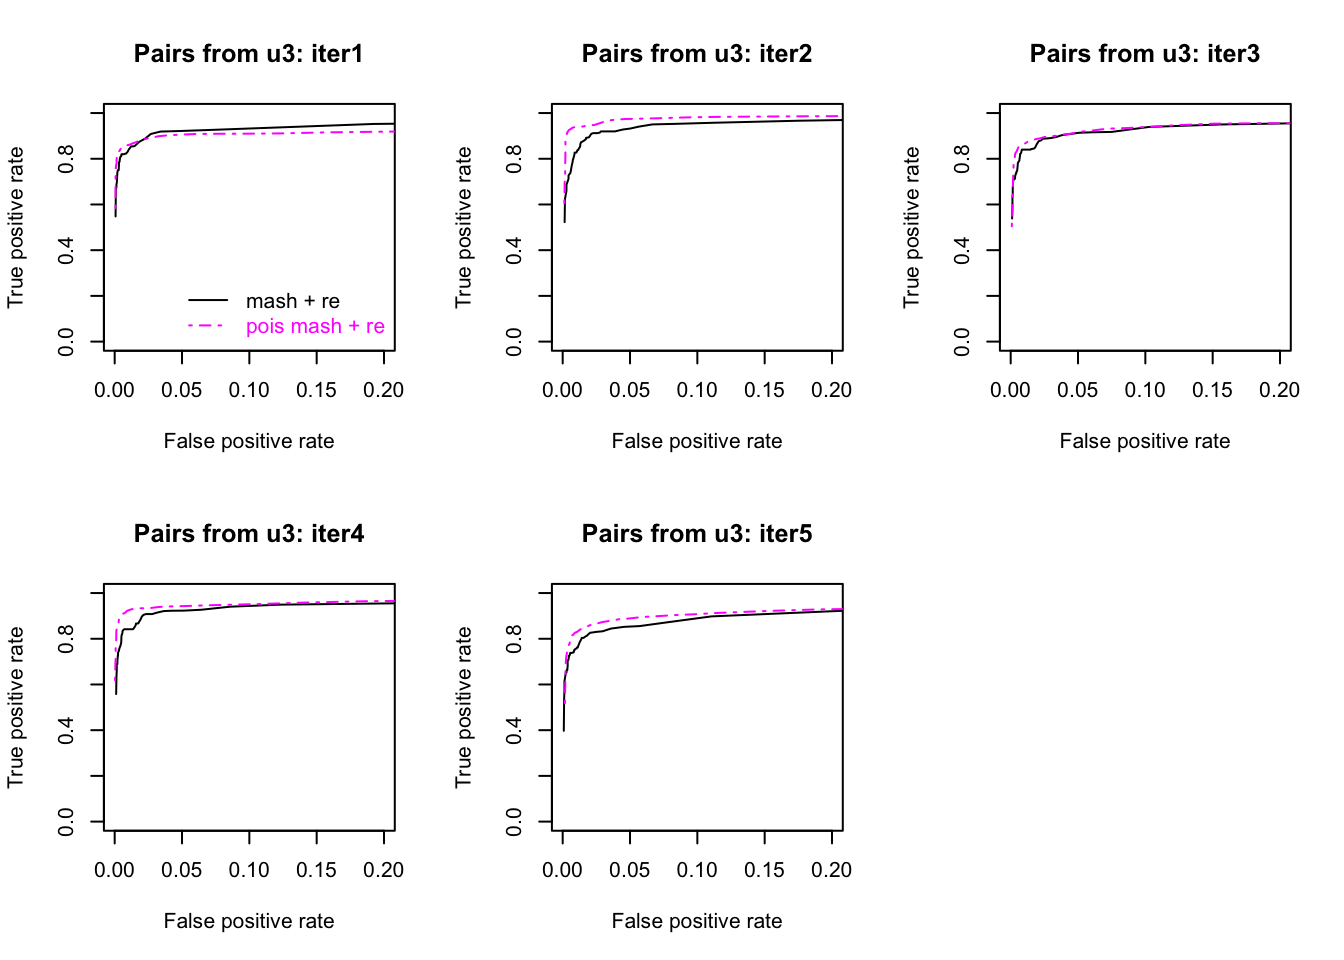 Pairs from u3: iter1
True positive rate
0.0 0.4 0.8
mash + re
pois mash + re
0.00 0.05 0.10 0.15 0.20
False positive rate
Pairs from u3: iter2
True positive rate
0.0 0.4 0.8
0.00 0.05 0.10 0.15 0.20
False positive rate
Pairs from u3: iter3
True positive rate
0.0 0.4 0.8
0.00 0.05 0.10 0.15 0.20
False positive rate
Pairs from u3: iter4
True positive rate
0.0 0.4 0.8
0.00 0.05 0.10 0.15 0.20
False positive rate
Pairs from u3: iter5
True positive rate
0.0 0.4 0.8
0.00 0.05 0.10 0.15 0.20
False positive rate